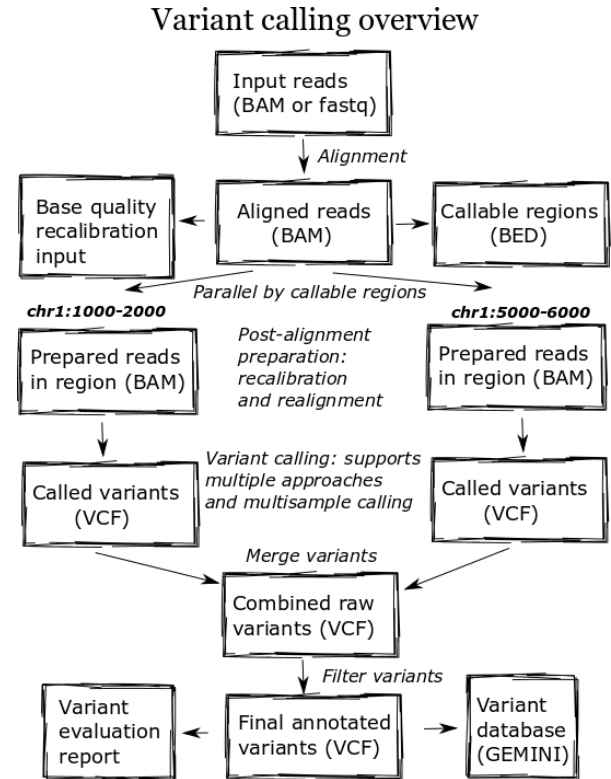 Variant calling overview
Input reads
(BAM or fastq)
Alignment
Base quality
recalibration
input
Aligned reads
(BAM)
Callable regions
(BED)
Parallel by callable regions
chr1:1000-2000
chr1:5000-6000
Prepared reads
in region (BAM)
Post-alignment
preparation:
recalibration
and realignment
Prepared reads
in region (BAM)
Called variants
(VCF)
Variant calling: supports
multiple approaches
and multisample calling
Called variants
(VCF)
Merge variants
Combined raw
variants (VCF)
Filter variants
Variant
evaluation
report
Final annotated
variants (VCF)
Variant
database
(GEMINI)